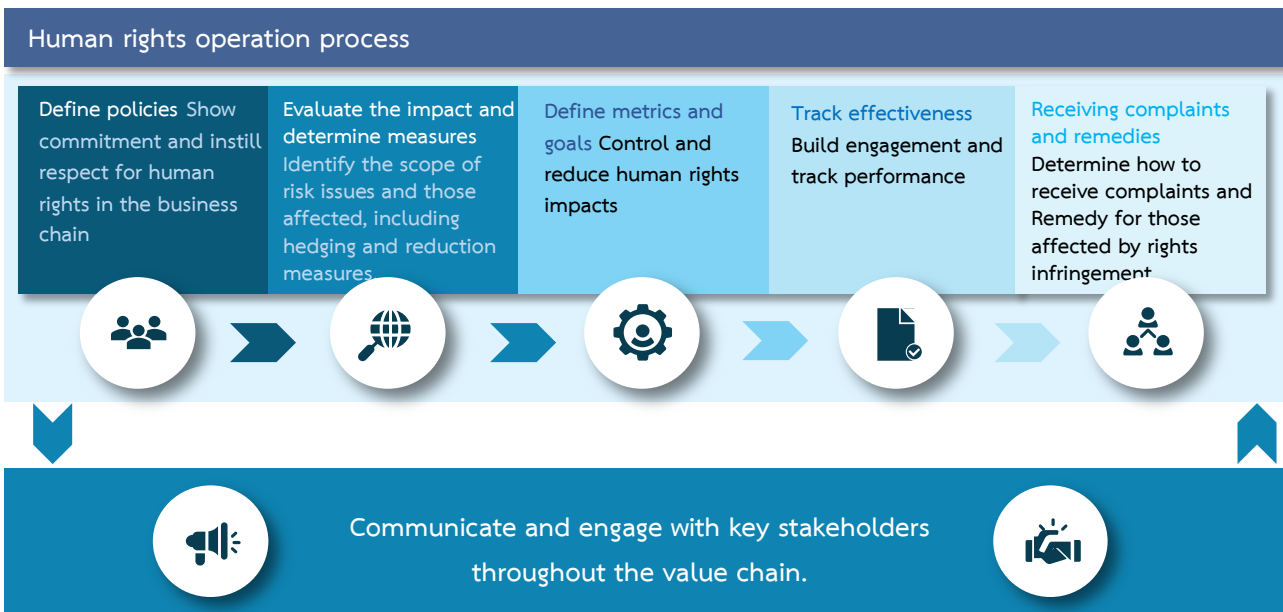 Human rights operation process
Define policies Show
commitment and instill
respect for human
rights in the business
chain
Evaluate the impact and
determine measures
Identify the scope of
risk issues and those
affected, including
hedging and reduction
measures
Define metrics and
goals Control and
reduce human rights
impacts
Track effectiveness
Build engagement and
track performance
Receiving complaints
and remedies
Determine how to
receive complaints and
Remedy for those
affected by rights
infringement
Communicate and engage with key stakeholders
throughout the value chain.